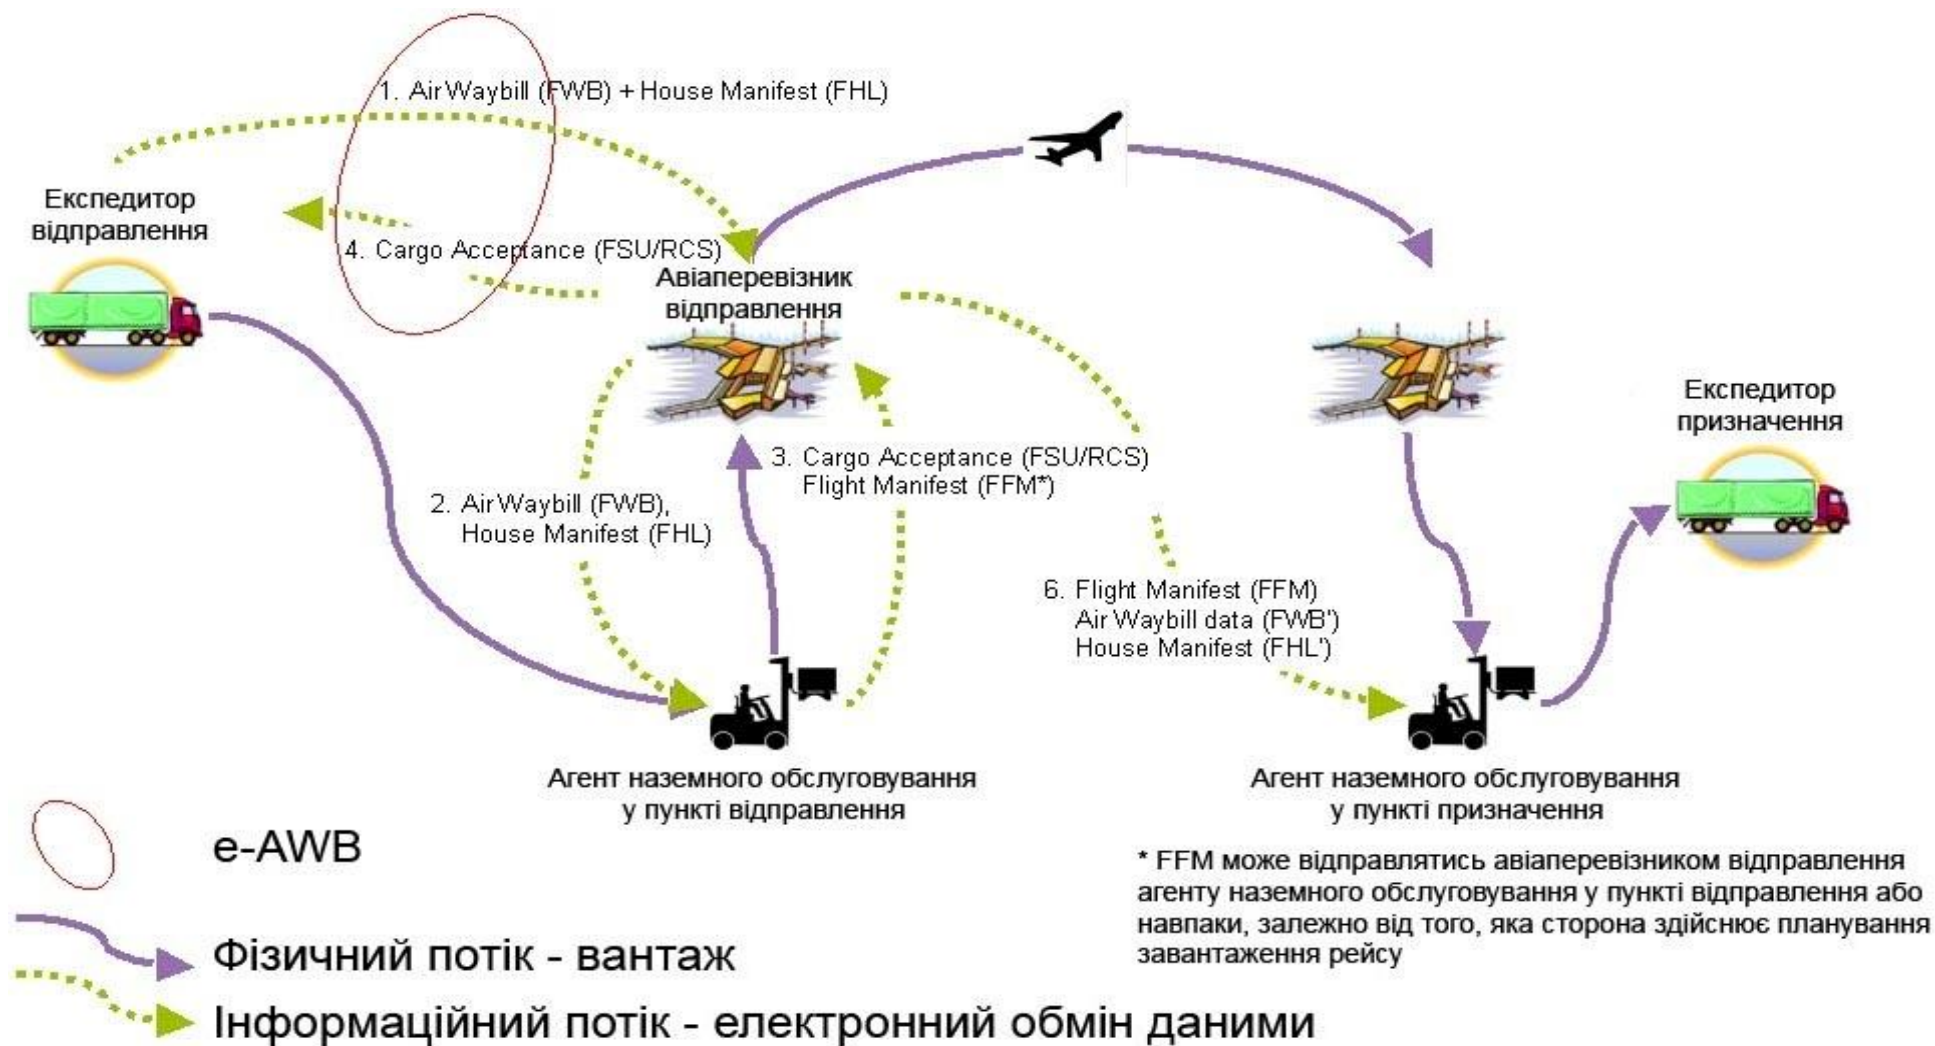 1. Air Waybill (FWB) + House Manifest (FHL)
Експедитор
відправлення
4. Cargo Acceptance (FSU/RCS)
Авіаперевізник
відправлення
Експедитор
призначення
3. Cargo Acceptance (FSU/RCS)
Flight Manifest (FFM*)
2. Air Waybill (FWB),
House Manifest (FHL)
6. Flight Manifest (FFM)
Air Waybill data (FWB')
House Manifest (FHL')
Агент наземного обслуговування
у пункті відправлення
Агент наземного обслуговування
у пункті призначення
e-AWB
* FFM може відправлятись авіаперевізником відправлення
агенту наземного обслуговування у пункті відправлення або
навпаки, залежно від того, яка сторона здійснює планування
завантаження рейсу
Фізичний потік - вантаж
Інформаційний потік - електронний обмін даними